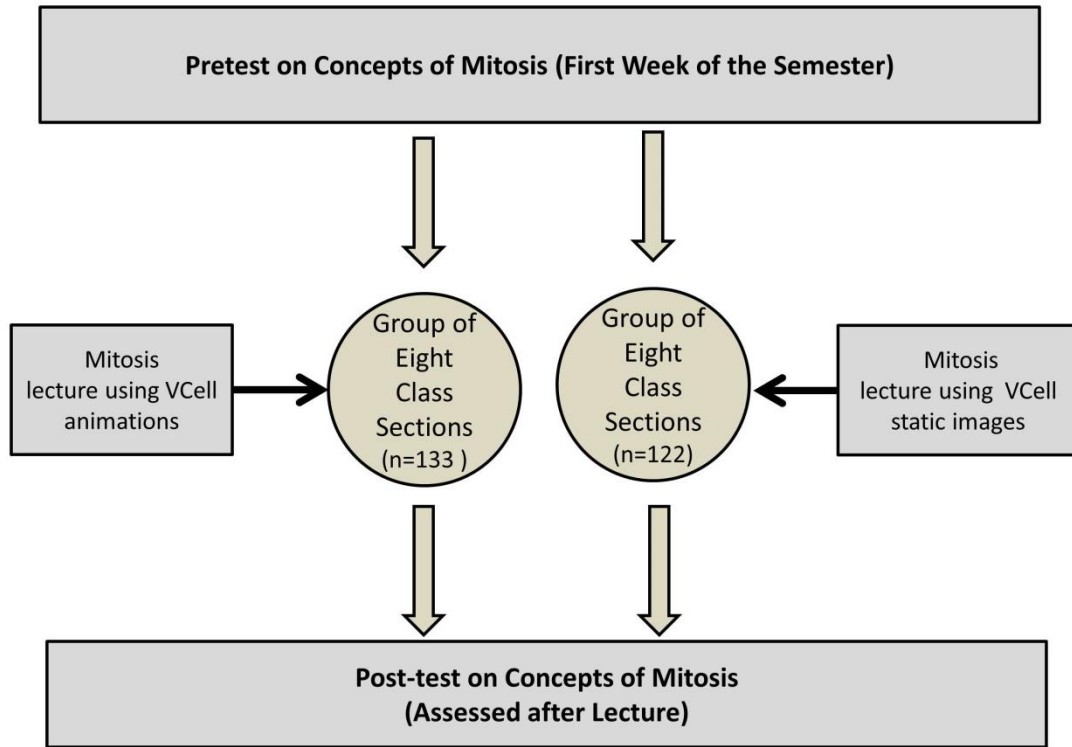 Pretest on Concepts of Mitosis (First Week of the Semester)
Mitosis
lecture using VCell
animations
Group of
Eight
Class
Sections
(n=133 )
Group of
Eight
Class
Sections
(n=122)
Mitosis
lecture using VCell
static images
Post-test on Concepts of Mitosis
(Assessed after Lecture)